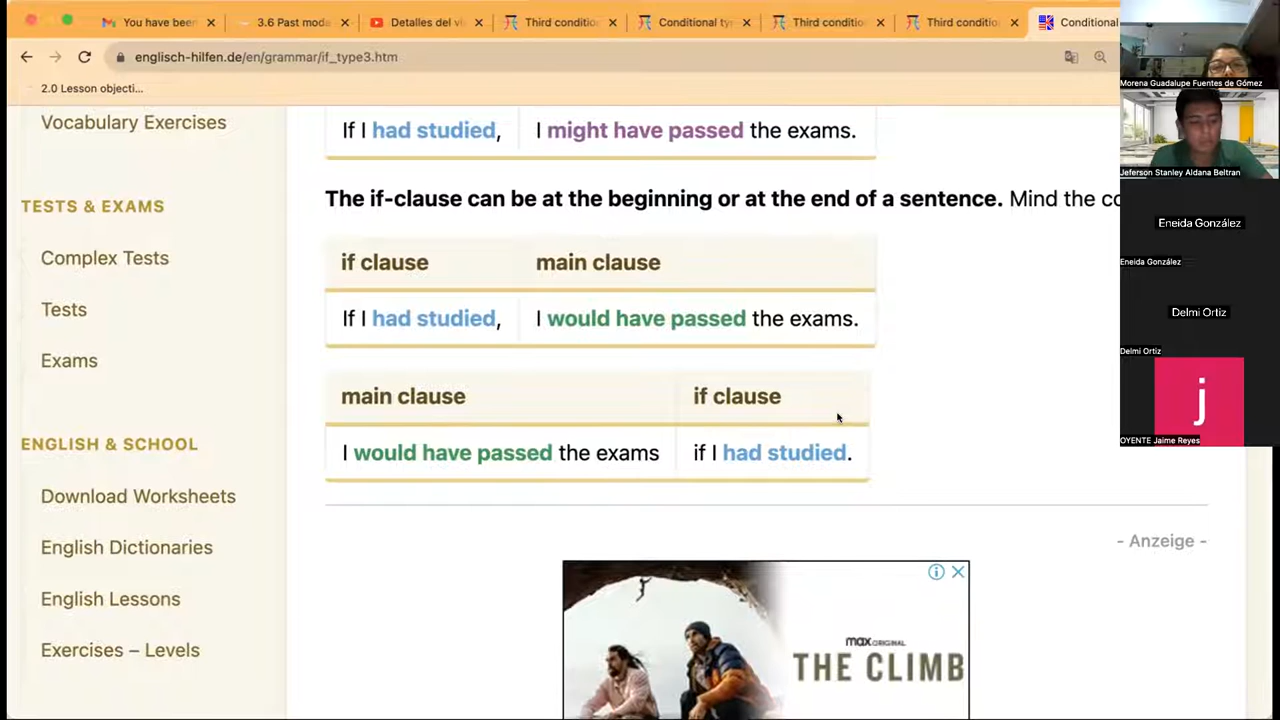 You have been
3.6 Past moda
Detalles del vi
Third conditio
Conditional ty
Third conditio
Third conditio
Conditional
englisch-hilfen.de/en/grammar/if_type3.htm
2.0 Lesson objecti...
Vocabulary Exercises
TESTS & EXAMS
Complex Tests
Tests
Exams
ENGLISH & SCHOOL
Download Worksheets
English Dictionaries
English Lessons
Exercises – Levels
If I had studied, I might have passed the exams.
The if-clause can be at the beginning or at the end of a sentence. Mind the co
if clause main clause
If I had studied, I would have passed the exams.
main clause if clause
I would have passed the exams if I had studied.
- Anzeige -
max ORIGINAL
THE CLIMB
Morena Guadalupe Fuentes de Gómez
Jeferson Stanley Aldana Beltran
Eneida González
Eneida González
Delmi Ortiz
Delmi Ortiz
j
OYENTE Jaime Reyes